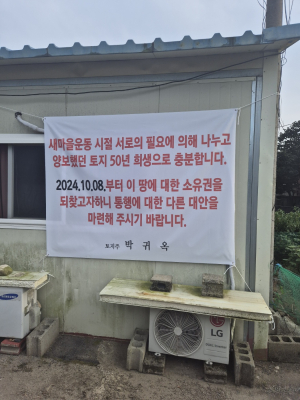 새마을운동 시절 서로의 필요에 의해 나누고
양보했던 토지 50년 희생으로 충분합니다.
2024.10.08.부터 이 땅에 대한 소유권을
되찾고자하니 통행에 대한 다른 대안을
마련해 주시기 바랍니다.
토지주 박귀옥
SAMSUNG
LG